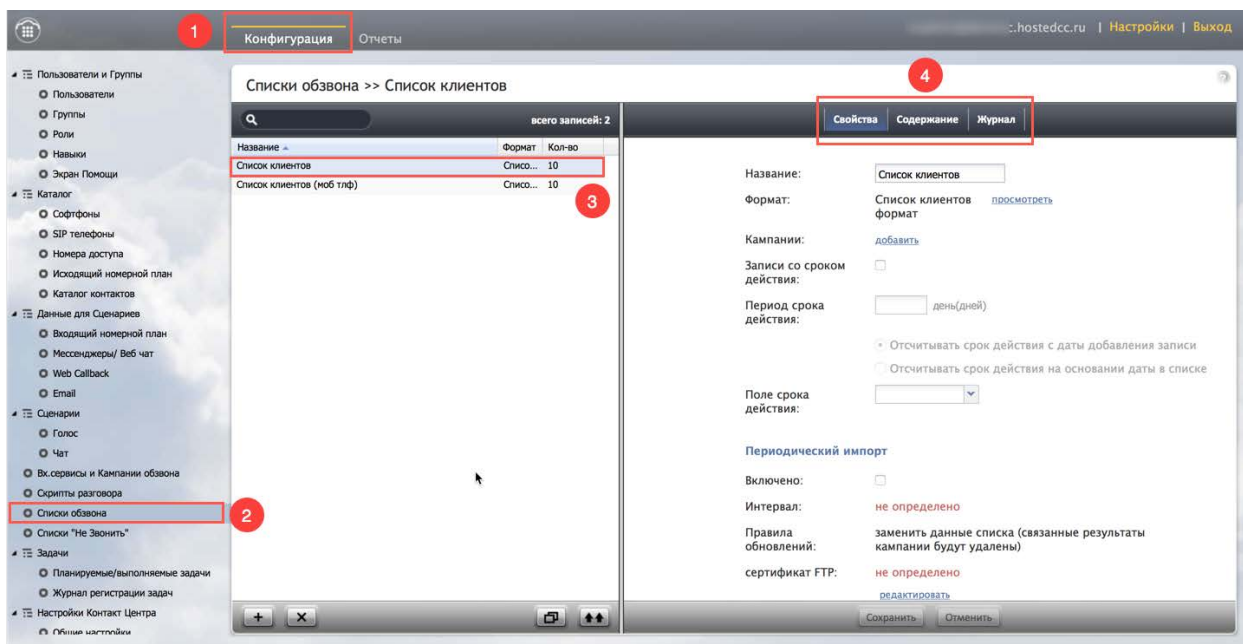 1
Конфигурация
Отчеты
c.hostedcc.ru | Настройки | Выход
Пользователи и Группы
Пользователи
Группы
Роли
Навыки
Экран Помощи
Каталог
Софтфоны
SIP телефоны
Номера доступа
Исходящий номерной план
Каталог контактов
Данные для Сценариев
Входящий номерной план
Мессенджеры/ Веб чат
Web Callback
Email
Сценарии
Голос
Чат
Вх.сервисы и Кампании обзвона
Скрипты разговора
Списки обзвона
2
Списки "Не Звонить"
Задачи
Планируемые/выполняемые задачи
Журнал регистрации задач
Настройки Контакт Центра
Общие настройки
Списки обзвона >> Список клиентов
?
всего записей: 2
Название Формат Кол-во
Список клиентов Списо... 10
Список клиентов (моб тлф) Списо... 10
3
4
Свойства Содержание Журнал
Название: Список клиентов
Формат: Список клиентов просмотреть
формат
Кампании: добавить
Записи со сроком
действия:
Период срока день(дней)
действия:
Отсчитывать срок действия с даты добавления записи
Отсчитывать срок действия на основании даты в списке
Поле срока
действия:
Периодический импорт
Включено:
Интервал: не определено
Правила заменить данные списка (связанные результаты
обновлений: кампании будут удалены)
сертификат FTP: не определено
редактировать
Сохранить Отменить